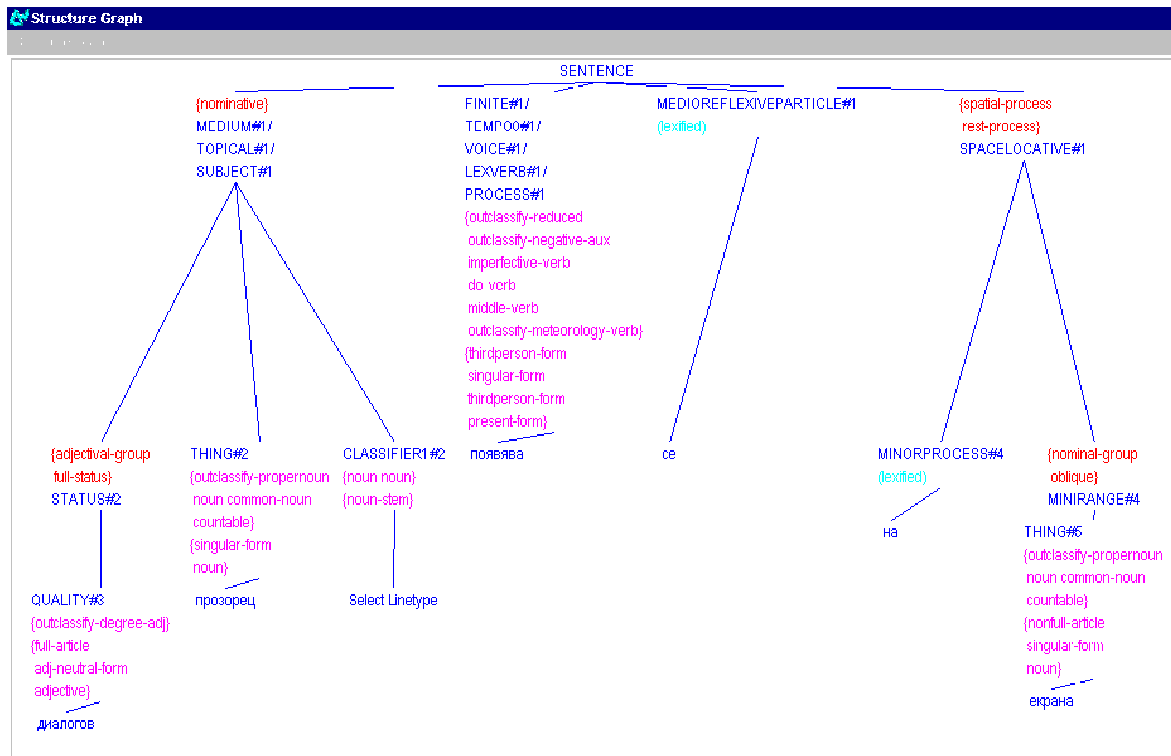 Structure Graph
SENTENCE
{nominative}
MEDIUM#1/
TOPICAL#1/
SUBJECT#1
FINITE#1/
TEMPO0#1/
VOICE#1/
LEXVERB#1/
PROCESS#1
{outclassify-reduced
outclassify-negative-aux
imperfective-verb
do-verb
middle-verb
outclassify-meteorology-verb}
{thirdperson-form
singular-form
thirdperson-form
present-form}
MEDIOREFLEXIVEPARTICLE#1
(lexified)
{spatial-process
rest-process}
SPACELOCATIVE#1
{adjectival-group
full-status}
STATUS#2
THING#2
{outclassify-propernoun
noun common-noun
countable}
{singular-form
noun}
CLASSIFIER1#2
{noun noun}
{noun-stem}
появява
се
MINORPROCESS#4
(lexified)
{nominal-group
oblique}
MINIRANGE#4
на
THING#5
{outclassify-propernoun
noun common-noun
countable}
{nonfull-article
singular-form
noun}
QUALITY#3
{outclassify-degree-adj}
{full-article
adj-neutral-form
adjective}
прозорец
Select Linetype
екрана
диалогов